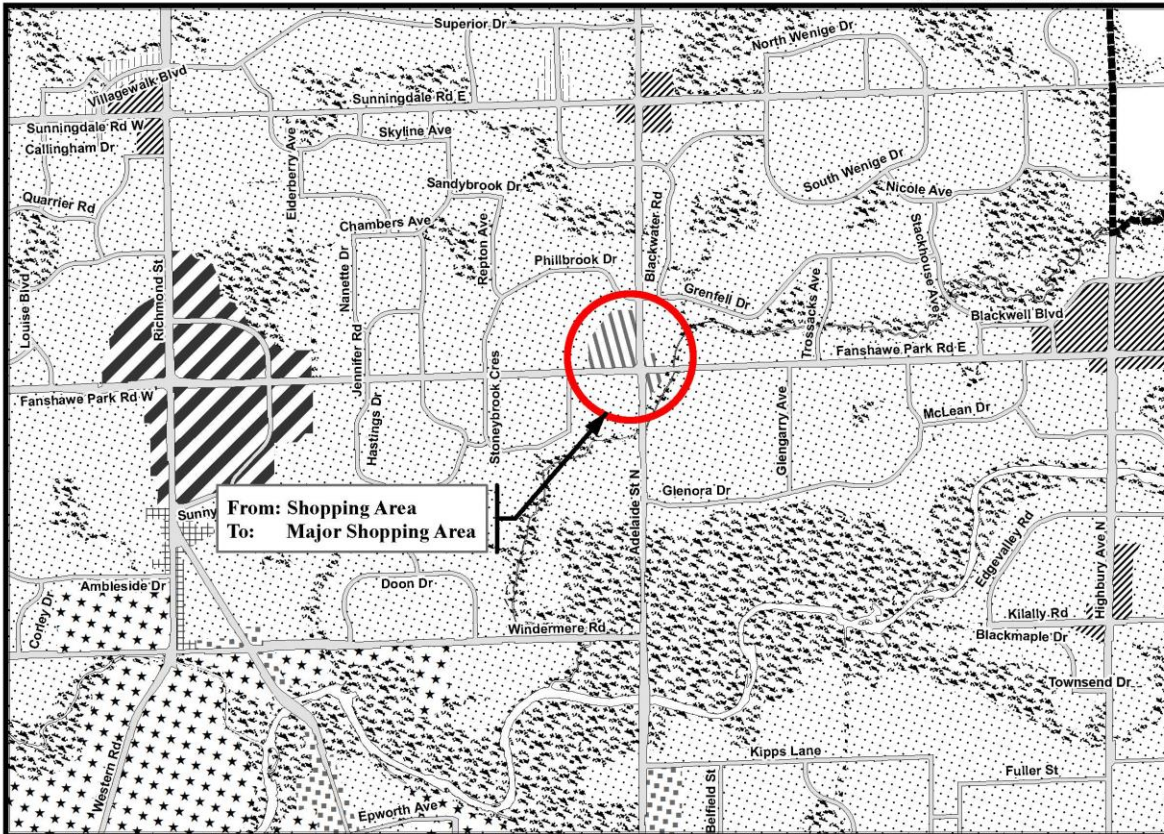 Superior Dr
North Wenige Dr
Villagewalk Blvd
Sunningdale Rd E
Sunningdale Rd W
Skyline Ave
Callingham Dr
Elderberry Ave
South Wenige Dr
Sandybrook Dr
Nicole Ave
Quarrier Rd
Chambers Ave
Repton Ave
Blackwater Rd
Stackhouse Ave
Phillbrook Dr
Nanette Dr
Louise Blvd
Richmond St
Grenfell Dr
Trossacks Ave
Blackwell Blvd
Jennifer Rd
Fanshawe Park Rd E
Fanshawe Park Rd W
Stoneybrook Cres
Hastings Dr
Glengarry Ave
McLean Dr
Glenora Dr
Sunny
From: Shopping Area
To: Major Shopping Area
Adelaide St N
Edgevalley Rd
Highbury Ave N
Ambleside Dr
Doon Dr
Corley Dr
Kilally Rd
Windermere Rd
Blackmaple Dr
Townsend Dr
Western Rd
Kipps Lane
Fuller St
Belfield St
Epworth Ave